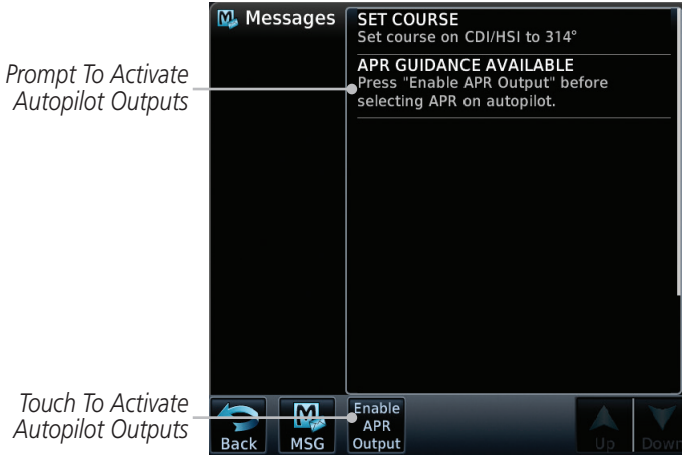 Messages
SET COURSE
Set course on CDI/HSI to 314°
APR GUIDANCE AVAILABLE
Press "Enable APR Output" before
selecting APR on autopilot.
Prompt To Activate
Autopilot Outputs
Touch To Activate
Autopilot Outputs
Back
MSG
Enable
APR
Output
Up
Down